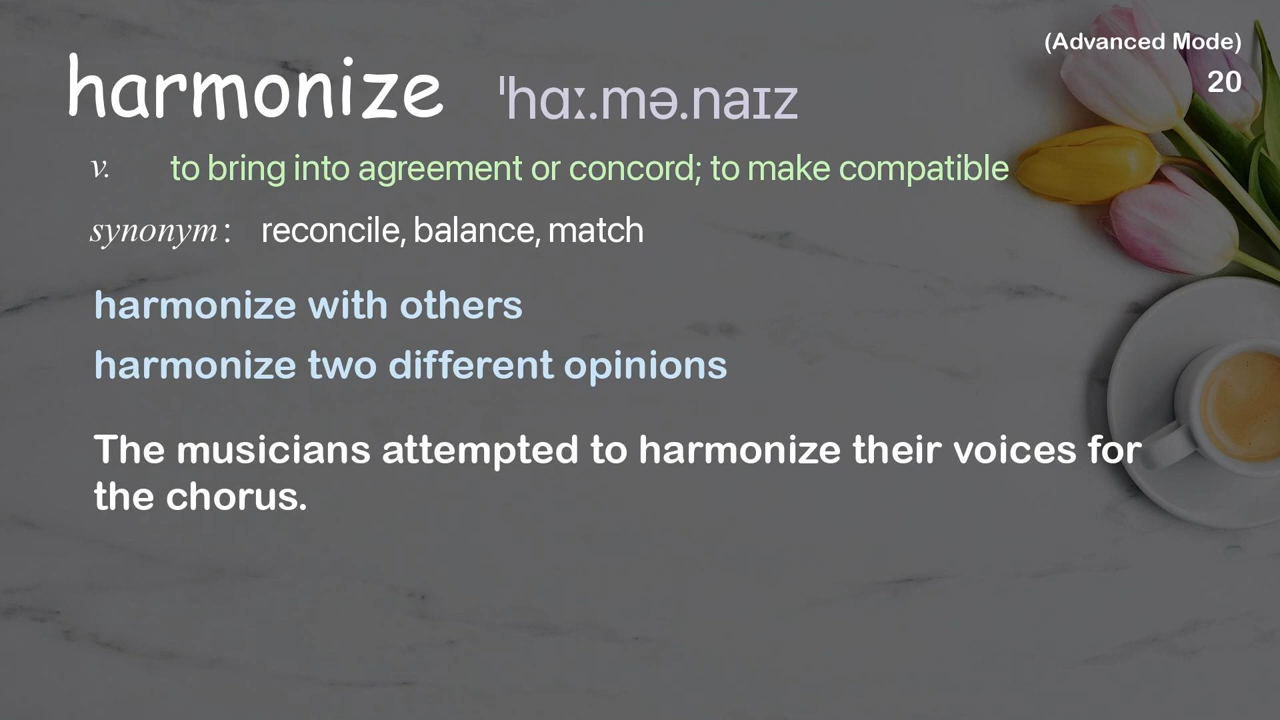 (Advanced Mode)
20
harmonize ˈhɑː.mə.naɪz
v. to bring into agreement or concord; to make compatible
synonym: reconcile, balance, match
harmonize with others
harmonize two different opinions
The musicians attempted to harmonize their voices for
the chorus.